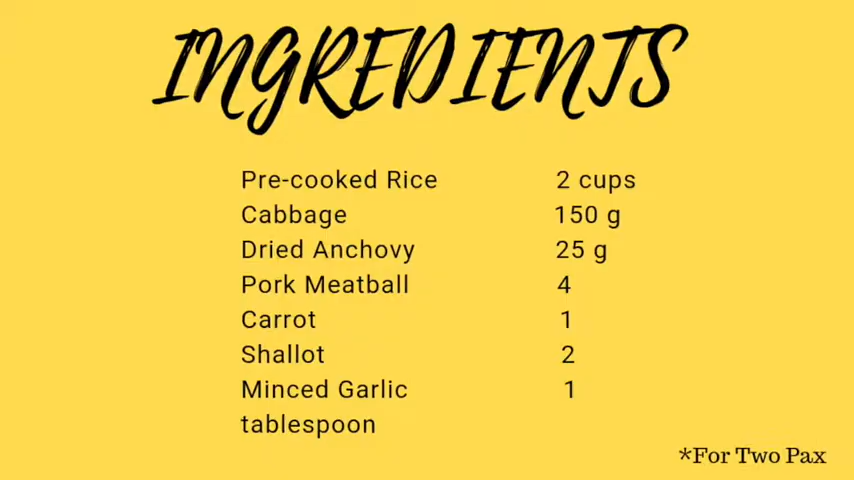 INGREDIENTS
Pre-cooked Rice 2 cups
Cabbage 150 g
Dried Anchovy 25 g
Pork Meatball 4
Carrot 1
Shallot 2
Minced Garlic 1
tablespoon
*For Two Pax